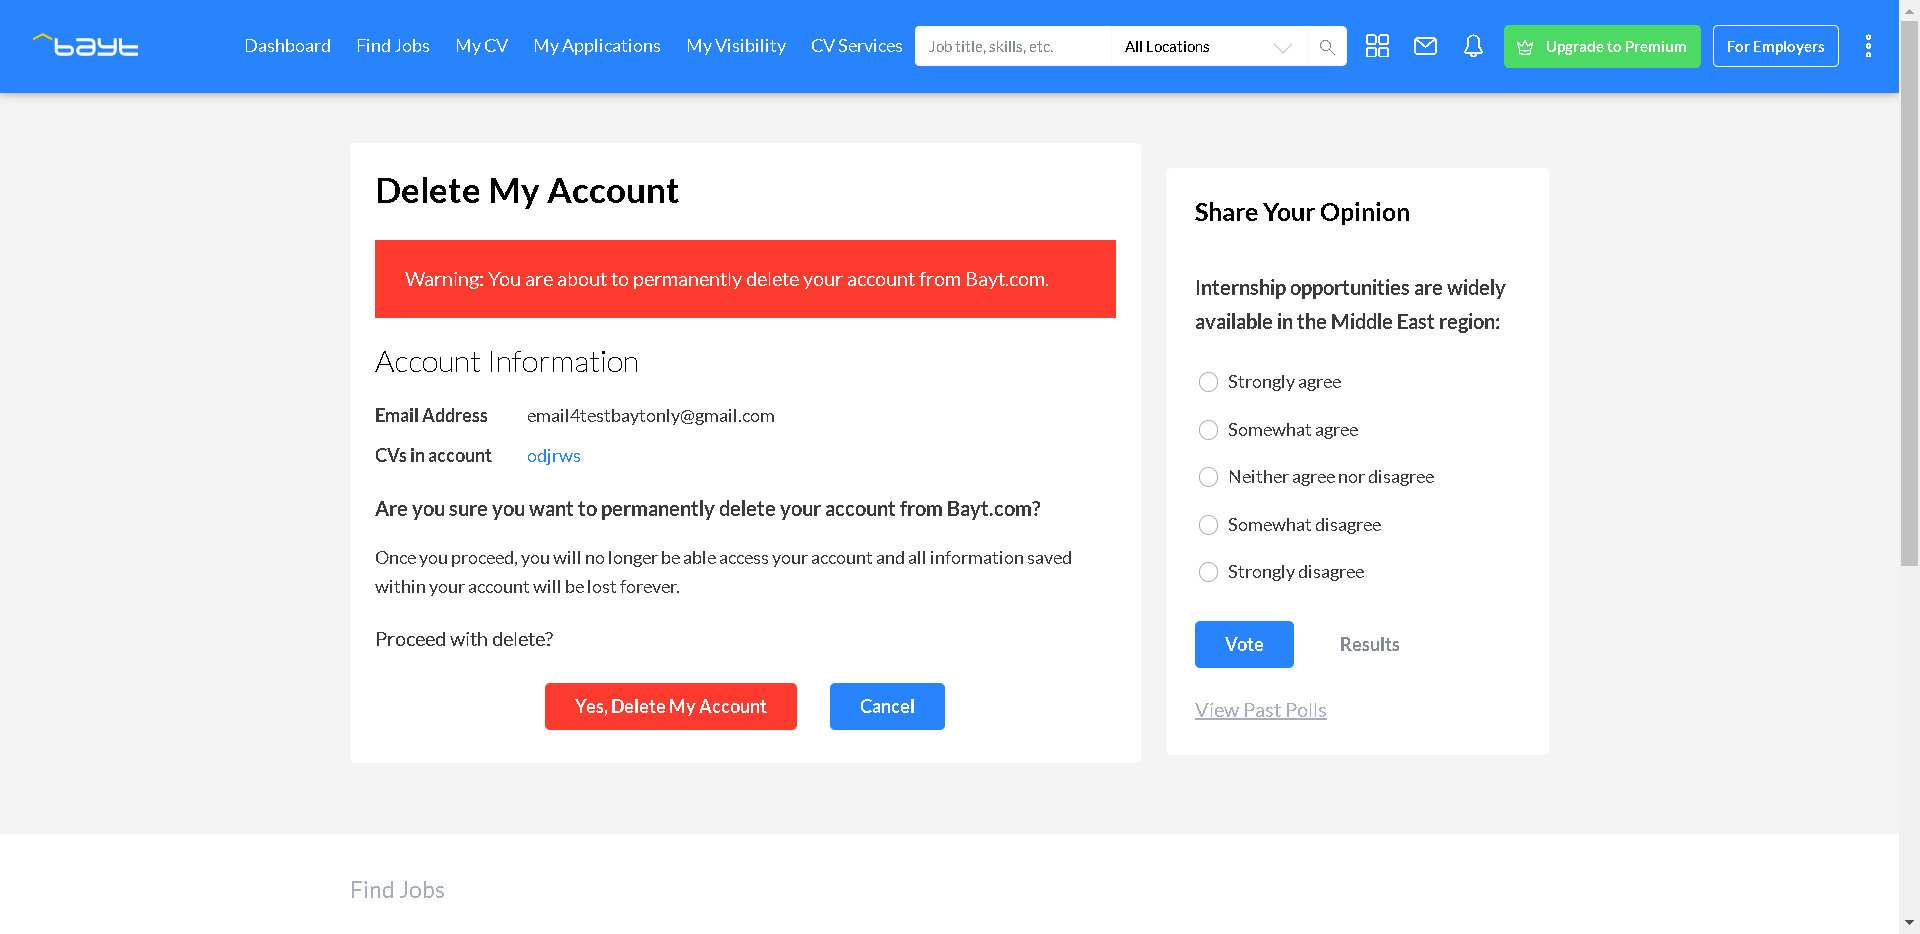 bayt
Dashboard
Find Jobs
My CV
My Applications
My Visibility
CV Services
Job title, skills, etc.
All Locations
Upgrade to Premium
For Employers
Delete My Account
Warning: You are about to permanently delete your account from Bayt.com.
Account Information
Email Address email4testbaytonly@gmail.com
CVs in account odjrws
Are you sure you want to permanently delete your account from Bayt.com?
Once you proceed, you will no longer be able access your account and all information saved
within your account will be lost forever.
Proceed with delete?
Yes, Delete My Account
Cancel
Share Your Opinion
Internship opportunities are widely
available in the Middle East region:
Strongly agree
Somewhat agree
Neither agree nor disagree
Somewhat disagree
Strongly disagree
Vote
Results
View Past Polls
Find Jobs